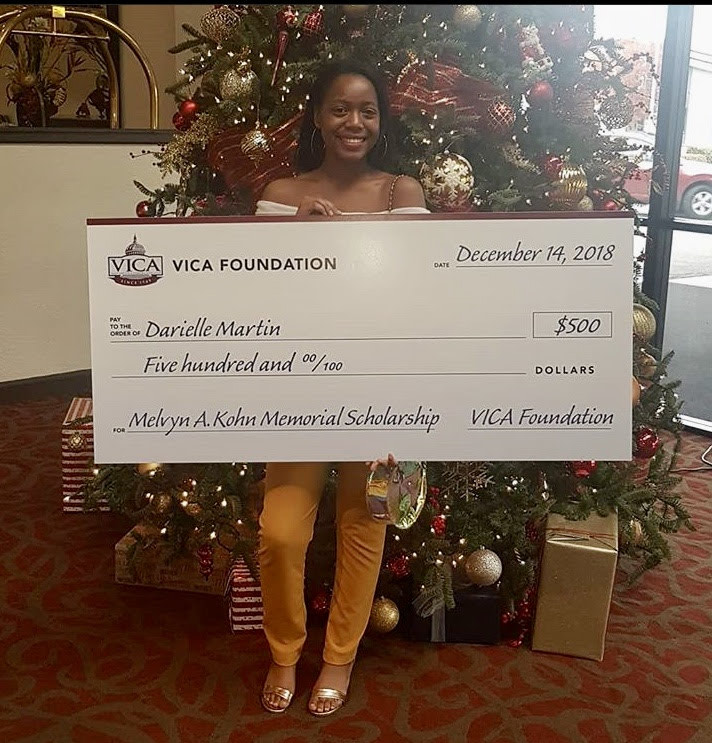 VICA
SINCE 1949
VICA FOUNDATION
DATE December 14, 2018
PAY TO THE ORDER OF Darielle Martin $500
Five hundred and 00/100 DOLLARS
FOR Melvyn A. Kohn Memorial Scholarship VICA Foundation